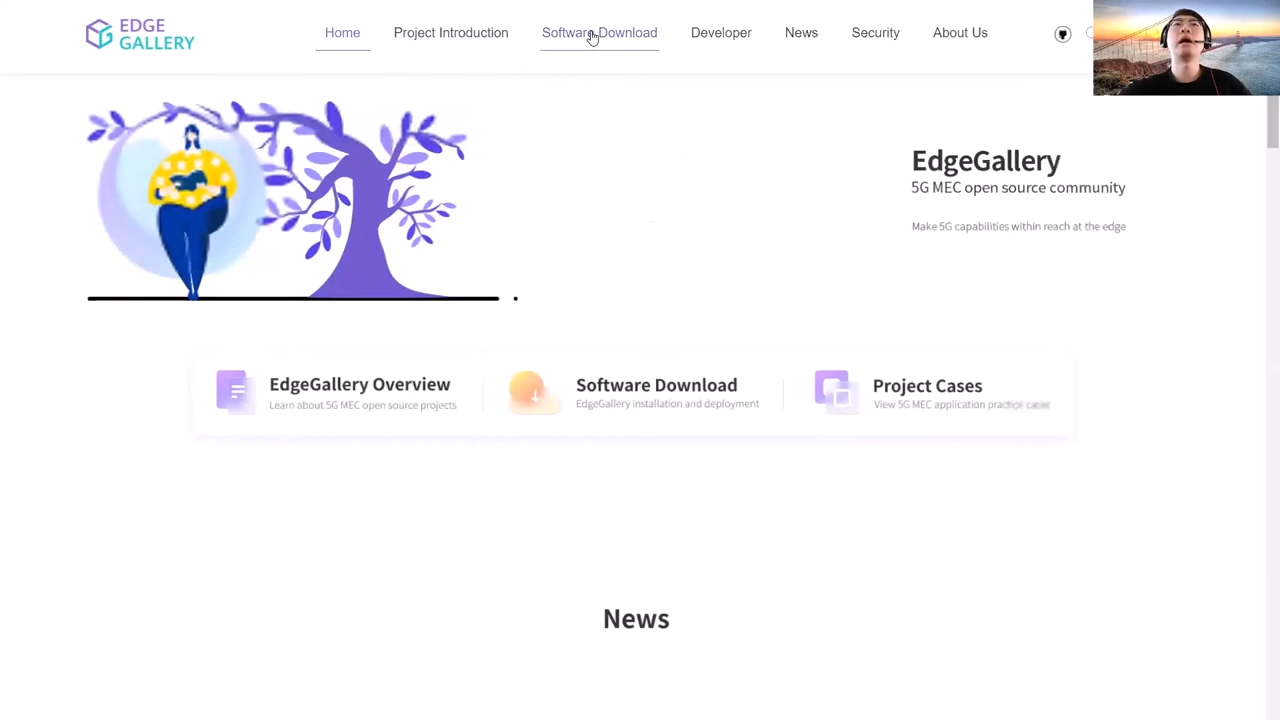 EDGE
GALLERY
Home
Project Introduction
Software Download
Developer
News
Security
About Us
EdgeGallery
5G MEC open source community
Make 5G capabilities within reach at the edge
EdgeGallery Overview
Learn about 5G MEC open source projects
Software Download
EdgeGallery installation and deployment
Project Cases
View 5G MEC application practice cases
News